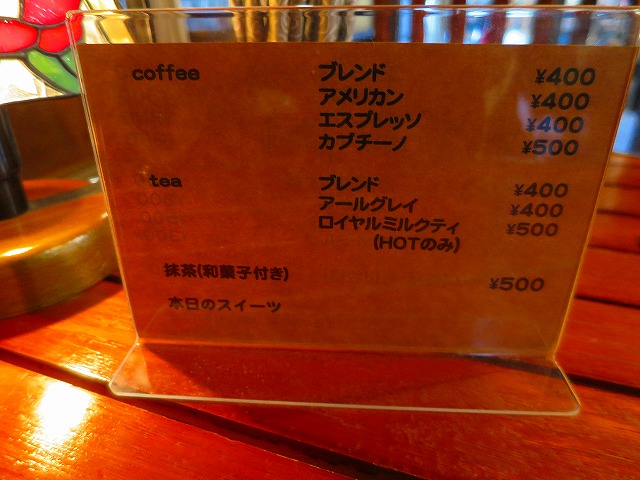 coffee ブレンド ¥400
アメリカン ¥400
エスプレッソ ¥400
カプチーノ ¥500
tea ブレンド ¥400
アールグレイ ¥400
ロイヤルミルクティ ¥500
(HOTのみ)
抹茶(和菓子付き) ¥500
本日のスイーツ